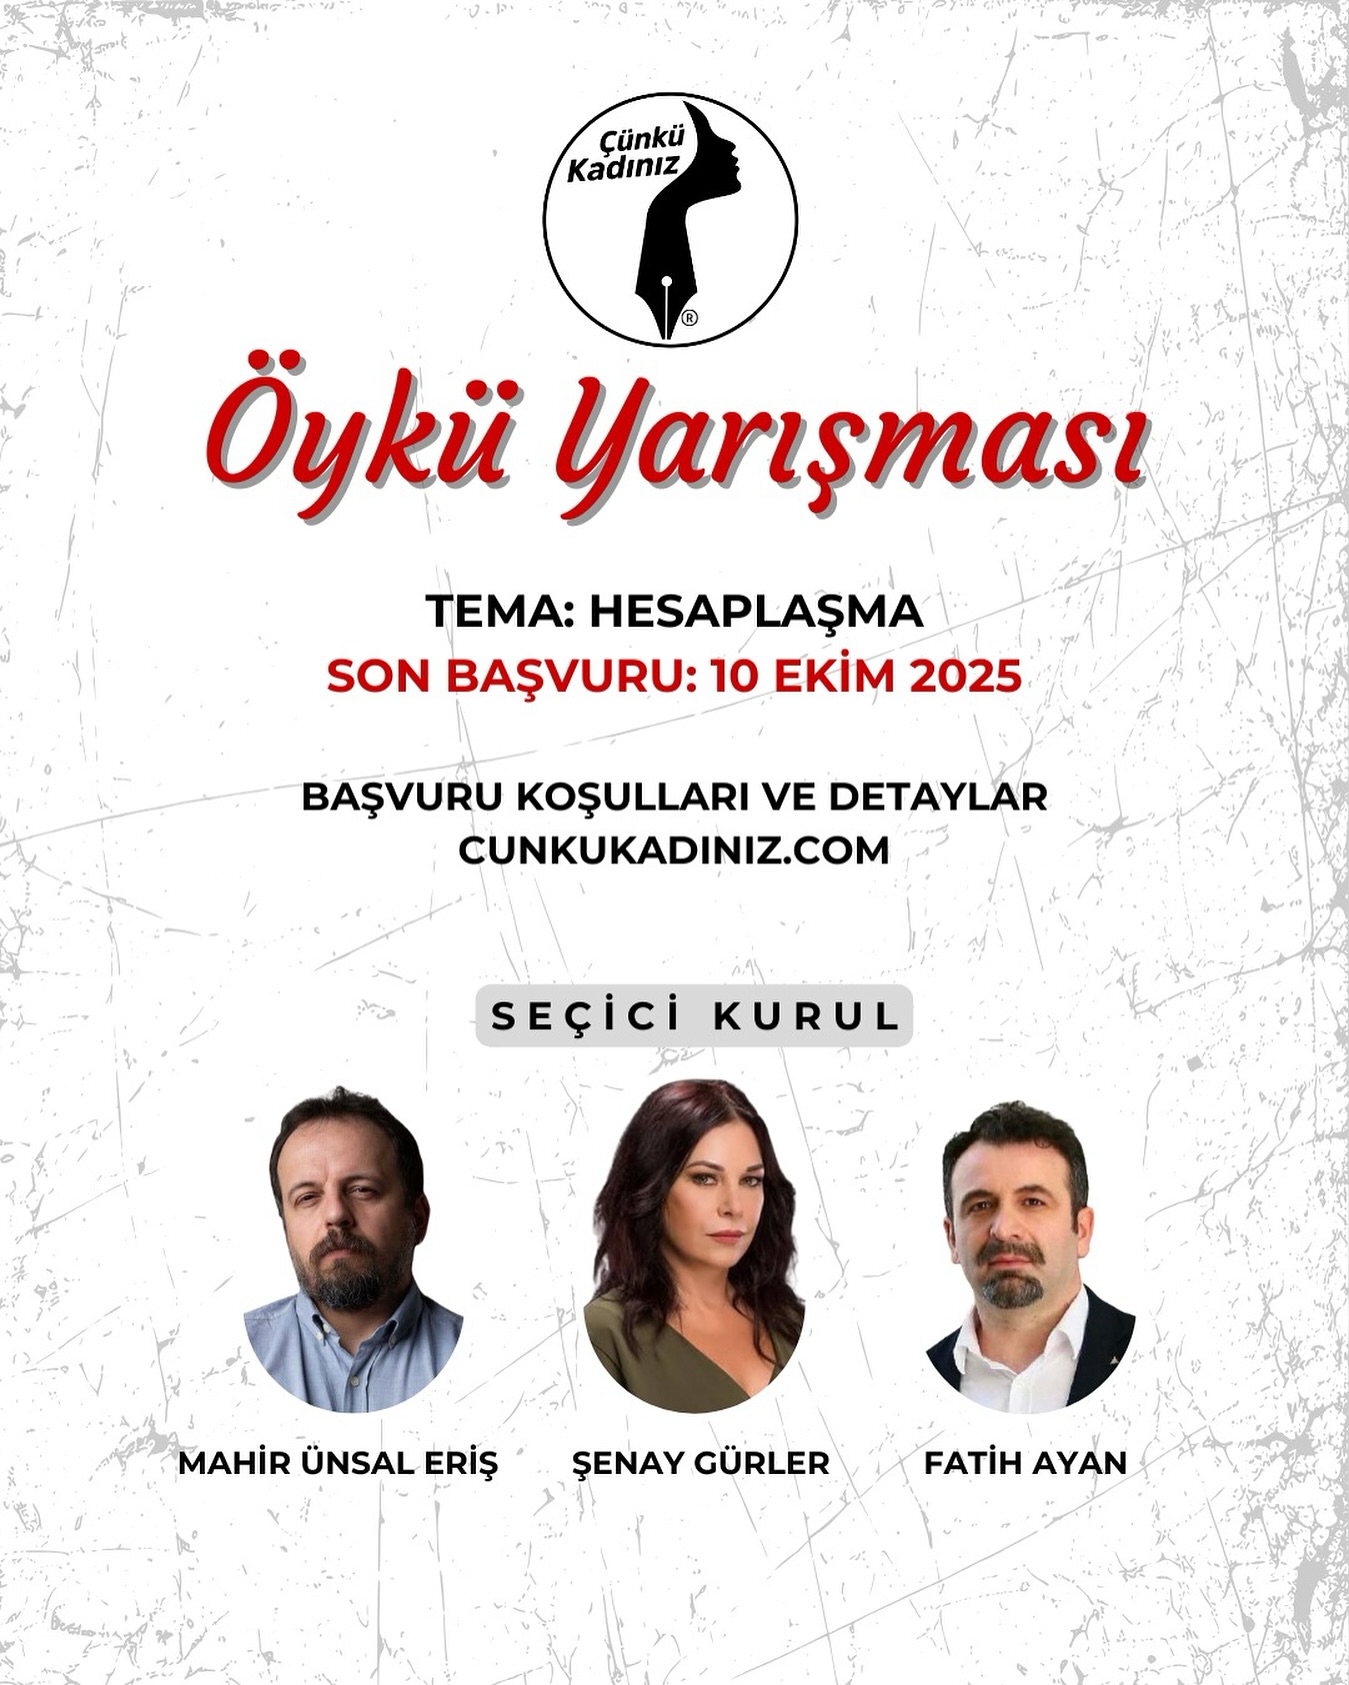 Çünkü
Kadınız
®
Öykü Yarışması
TEMA: HESAPLAŞMA
SON BAŞVURU: 10 EKİM 2025
BAŞVURU KOŞULLARI VE DETAYLAR
CUNKUKADINIZ.COM
SEÇİCİ KURUL
MAHİR ÜNSAL ERİŞ
ŞENAY GÜRLER
FATİH AYAN